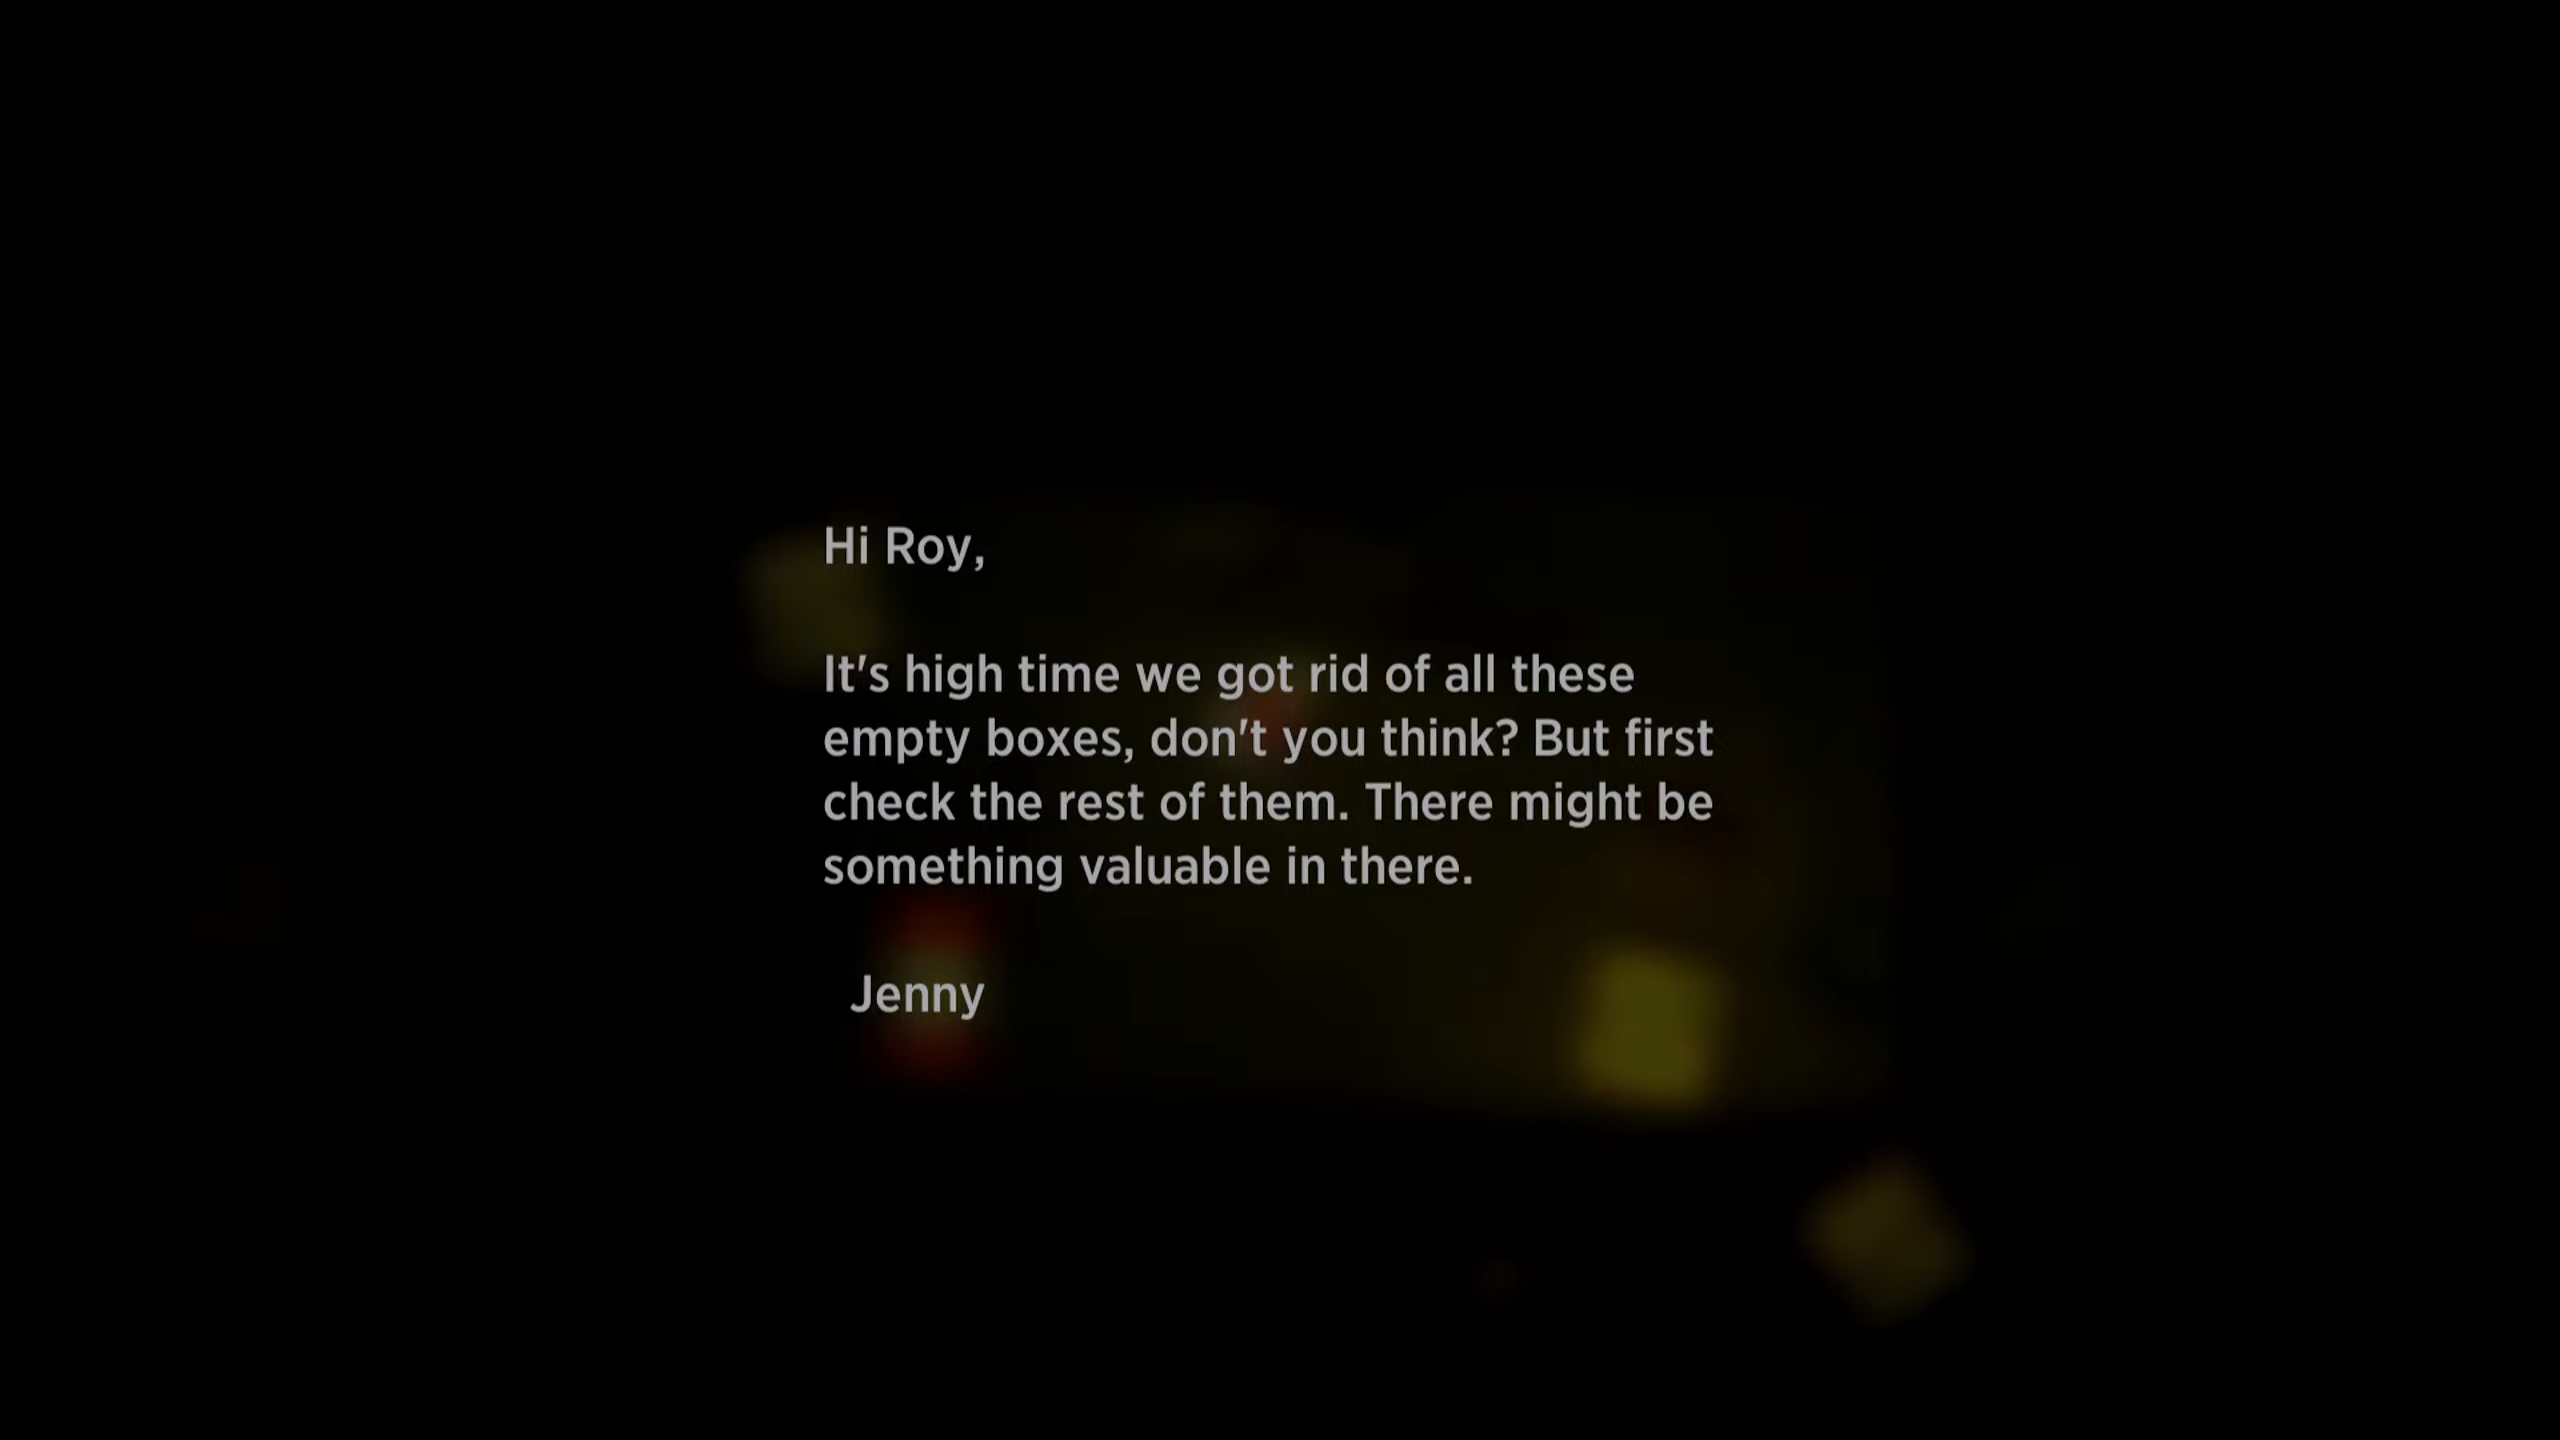 Hi Roy,
It's high time we got rid of all these
empty boxes, don't you think? But first
check the rest of them. There might be
something valuable in there.
Jenny